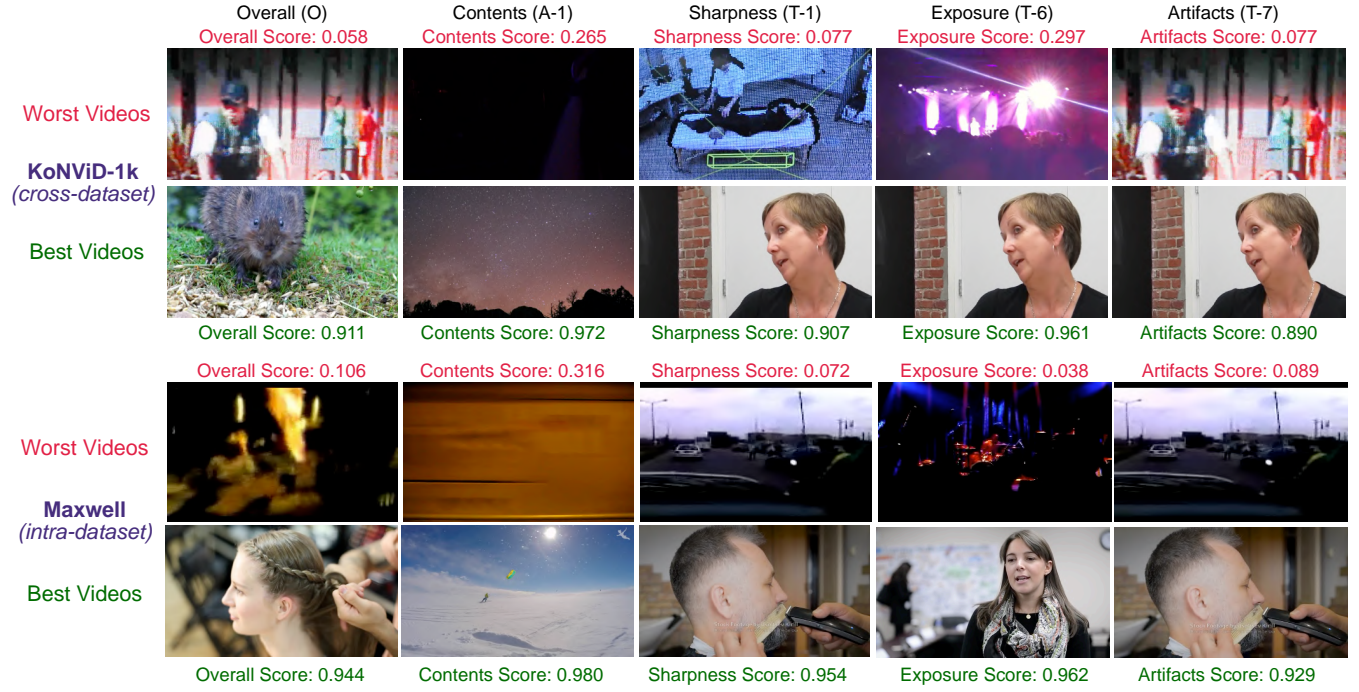 Overall (O) Contents (A-1) Sharpness (T-1) Exposure (T-6) Artifacts (T-7)
Overall Score: 0.058 Contents Score: 0.265 Sharpness Score: 0.077 Exposure Score: 0.297 Artifacts Score: 0.077
Worst Videos
KoNViD-1k
(cross-dataset)
Best Videos
Overall Score: 0.911 Contents Score: 0.972 Sharpness Score: 0.907 Exposure Score: 0.961 Artifacts Score: 0.890
Overall Score: 0.106 Contents Score: 0.316 Sharpness Score: 0.072 Exposure Score: 0.038 Artifacts Score: 0.089
Worst Videos
Maxwell
(intra-dataset)
Best Videos
Overall Score: 0.944 Contents Score: 0.980 Sharpness Score: 0.954 Exposure Score: 0.962 Artifacts Score: 0.929